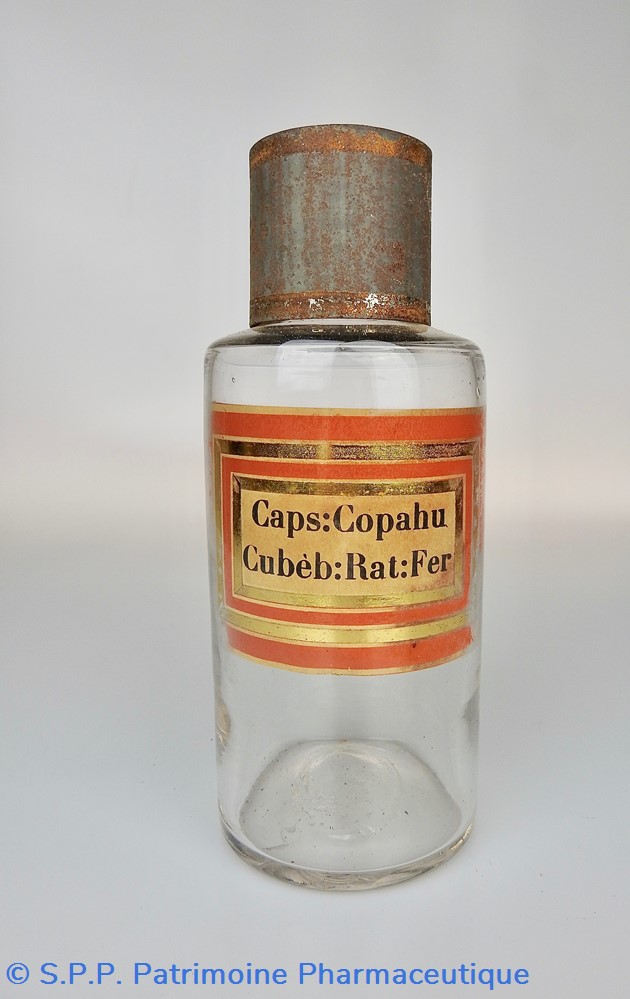 Caps:Copahu
Cubèb:Rat:Fer
© S.P.P. Patrimoine Pharmaceutique